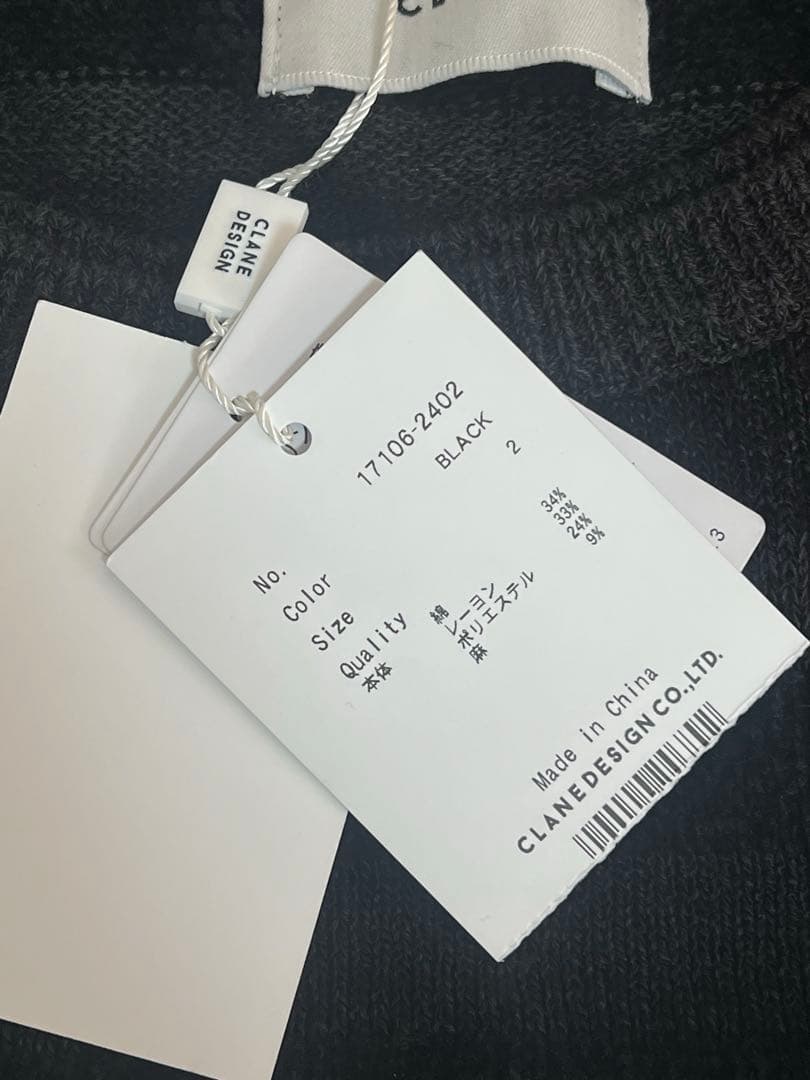 CLANE
DESIGN
No. 17106-2402
Color BLACK
Size 2
Quality
本体 綿 34%
レーヨン 33%
ポリエステル 24%
麻 9%
Made in China
CLANEDESIGN CO.,LTD.